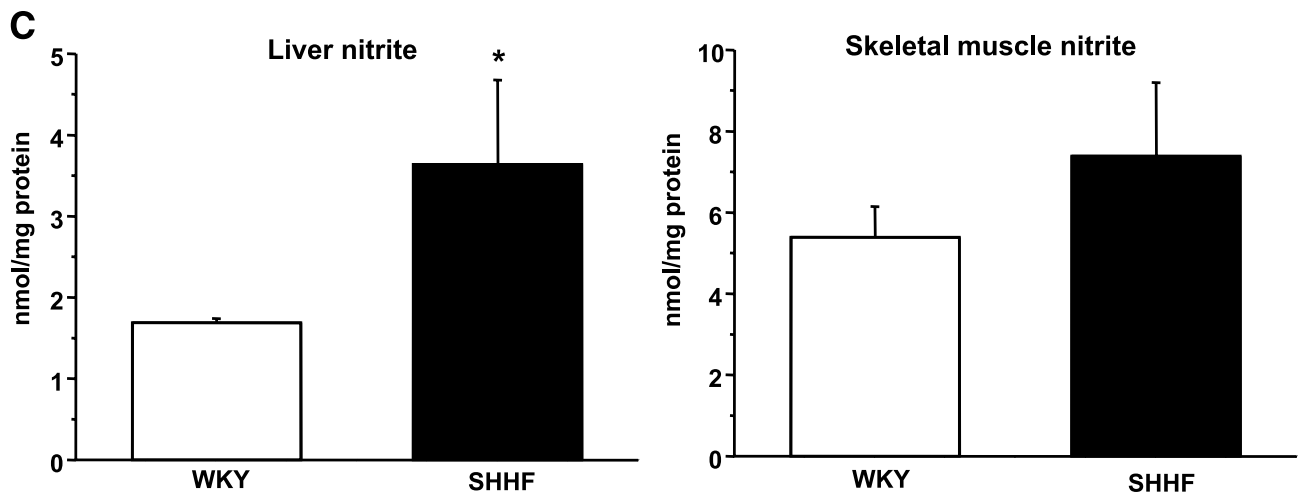 C
Liver nitrite
*
nmol/mg protein
5
4
3
2
1
0
WKY
SHHF
Skeletal muscle nitrite
nmol/mg protein
10
8
6
4
2
0
WKY
SHHF